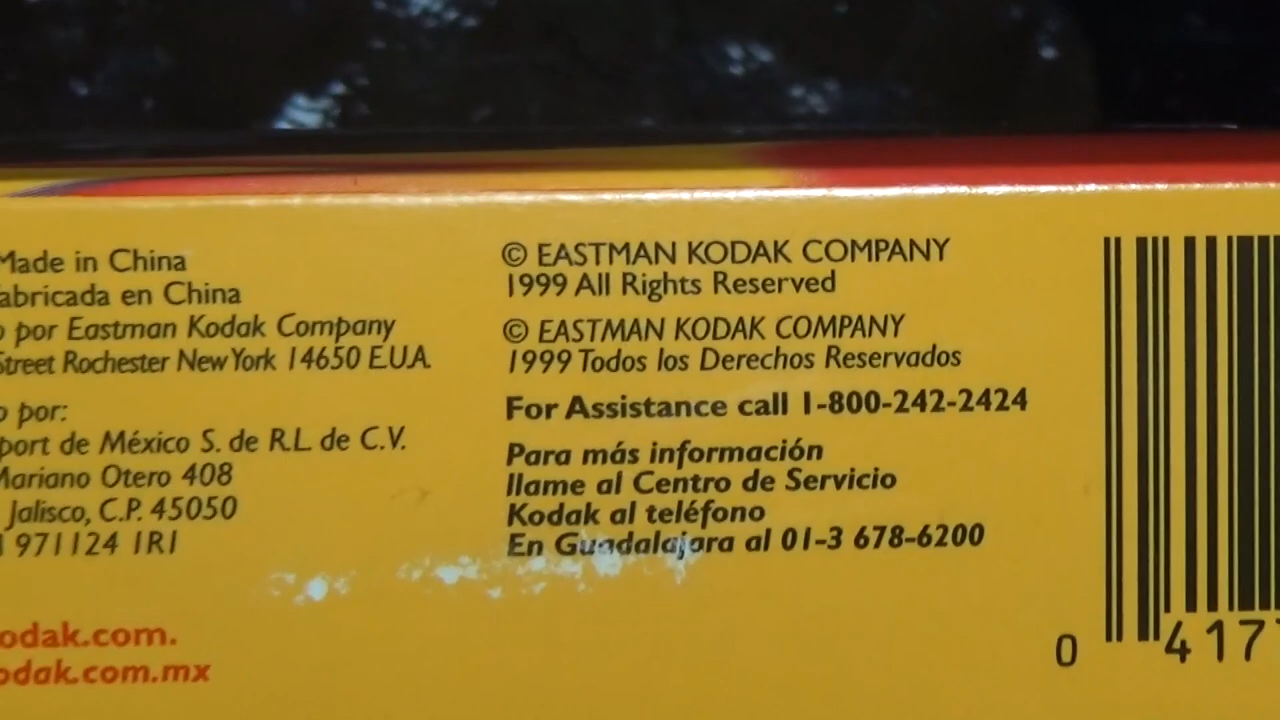 Made in China
abricada en China
o por Eastman Kodak Company
Street Rochester New York 14650 E.U.A.
o por:
port de México S. de R.L. de C.V.
Mariano Otero 408
Jalisco, C.P. 45050
971124 1R1
odak.com.
odak.com.mx
© EASTMAN KODAK COMPANY
1999 All Rights Reserved
© EASTMAN KODAK COMPANY
1999 Todos los Derechos Reservados
For Assistance call 1-800-242-2424
Para más información
llame al Centro de Servicio
Kodak al teléfono
En Guadalajara al 01-3 678-6200
0 417